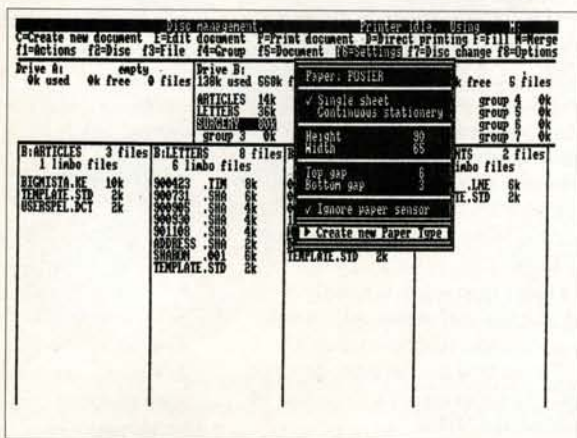 Disc management. Printer idle. Using M:
C=Create new document E=Edit document P=Print document D=Direct printing F=Fill M=Merge
f1=Actions f2=Disc f3=File f4=Group f5=Document f6=Settings f7=Disc change f8=Options
Drive A: empty
0k used 0k free 0 files
Drive B:
138k used 568k f
ARTICLES 14k
LETTERS 36k
SURGERY 80k
group 3 0k
k free 6 files
group 4 0k
group 5 0k
group 6 0k
group 7 0k
Paper: POSTER
✓ Single sheet
Continuous stationery
Height 90
Width 65
Top gap 6
Bottom gap 3
✓ Ignore paper sensor
▶ Create new Paper Type
B:ARTICLES 3 files
1 limbo files
BIGMISTA.KE 10k
TEMPLATE.STD 2k
USERSPEL.DCT 2k
B:LETTERS 8 files
6 limbo files
900423 .TIM 8k
900731 .SHA 6k
.SHA 6k
.SHA 4k
901108 .SHA 4k
ADDRESS .SHA 2k
SHARON .001 6k
TEMPLATE.STD 2k
B
TEMPLATE.STD 2k
NTS 2 files
limbo files
.LME 6k
TE.STD 2k